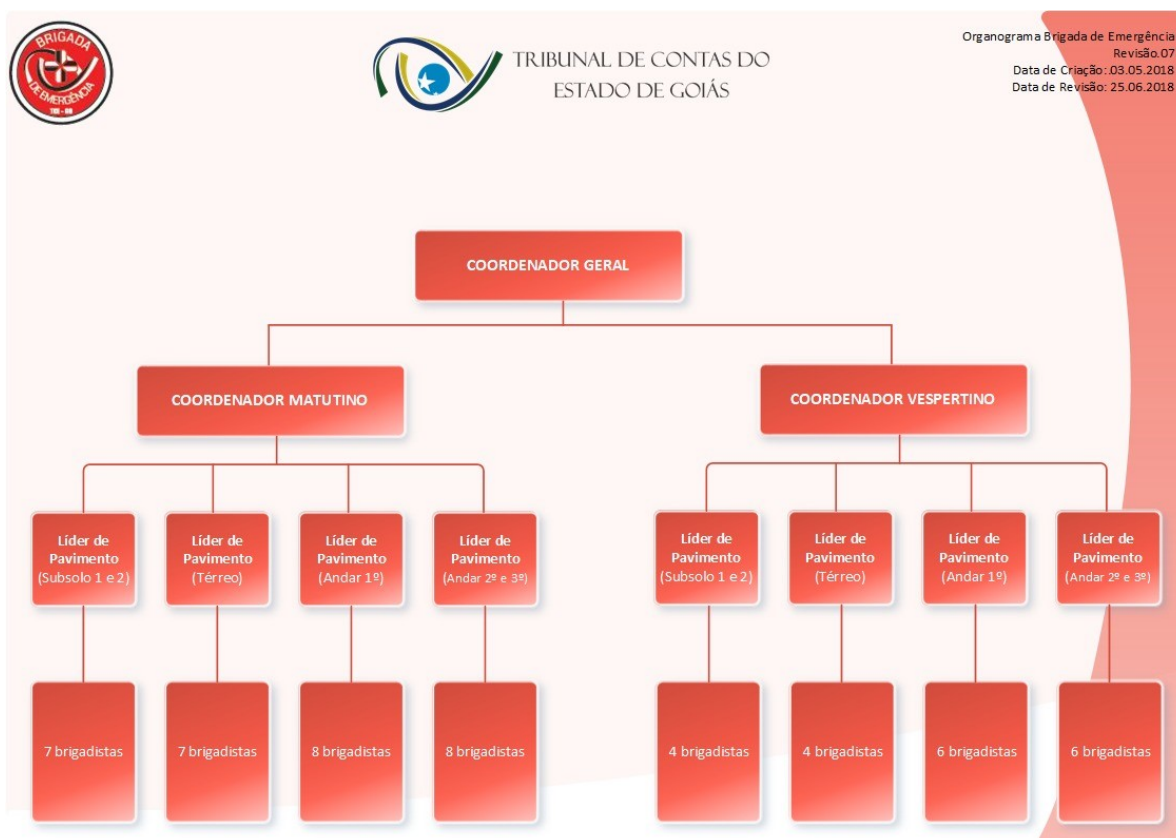 BRIGADA
DE EMERGÊNCIA
TRIBUNAL DE CONTAS DO
ESTADO DE GOIÁS
Organograma Brigada de Emergência
Revisão.07
Data de Criação:.03.05.2018
Data de Revisão: 25.06.2018
COORDENADOR GERAL
COORDENADOR MATUTINO
COORDENADOR VESPERTINO
Líder de
Pavimento
(Subsolo 1 e 2)
Líder de
Pavimento
(Térreo)
Líder de
Pavimento
(Andar 1º)
Líder de
Pavimento
(Andar 2º e 3º)
Líder de
Pavimento
(Subsolo 1 e 2)
Líder de
Pavimento
(Térreo)
Líder de
Pavimento
(Andar 1º)
Líder de
Pavimento
(Andar 2º e 3º)
7 brigadistas
7 brigadistas
8 brigadistas
8 brigadistas
4 brigadistas
4 brigadistas
6 brigadistas
6 brigadistas